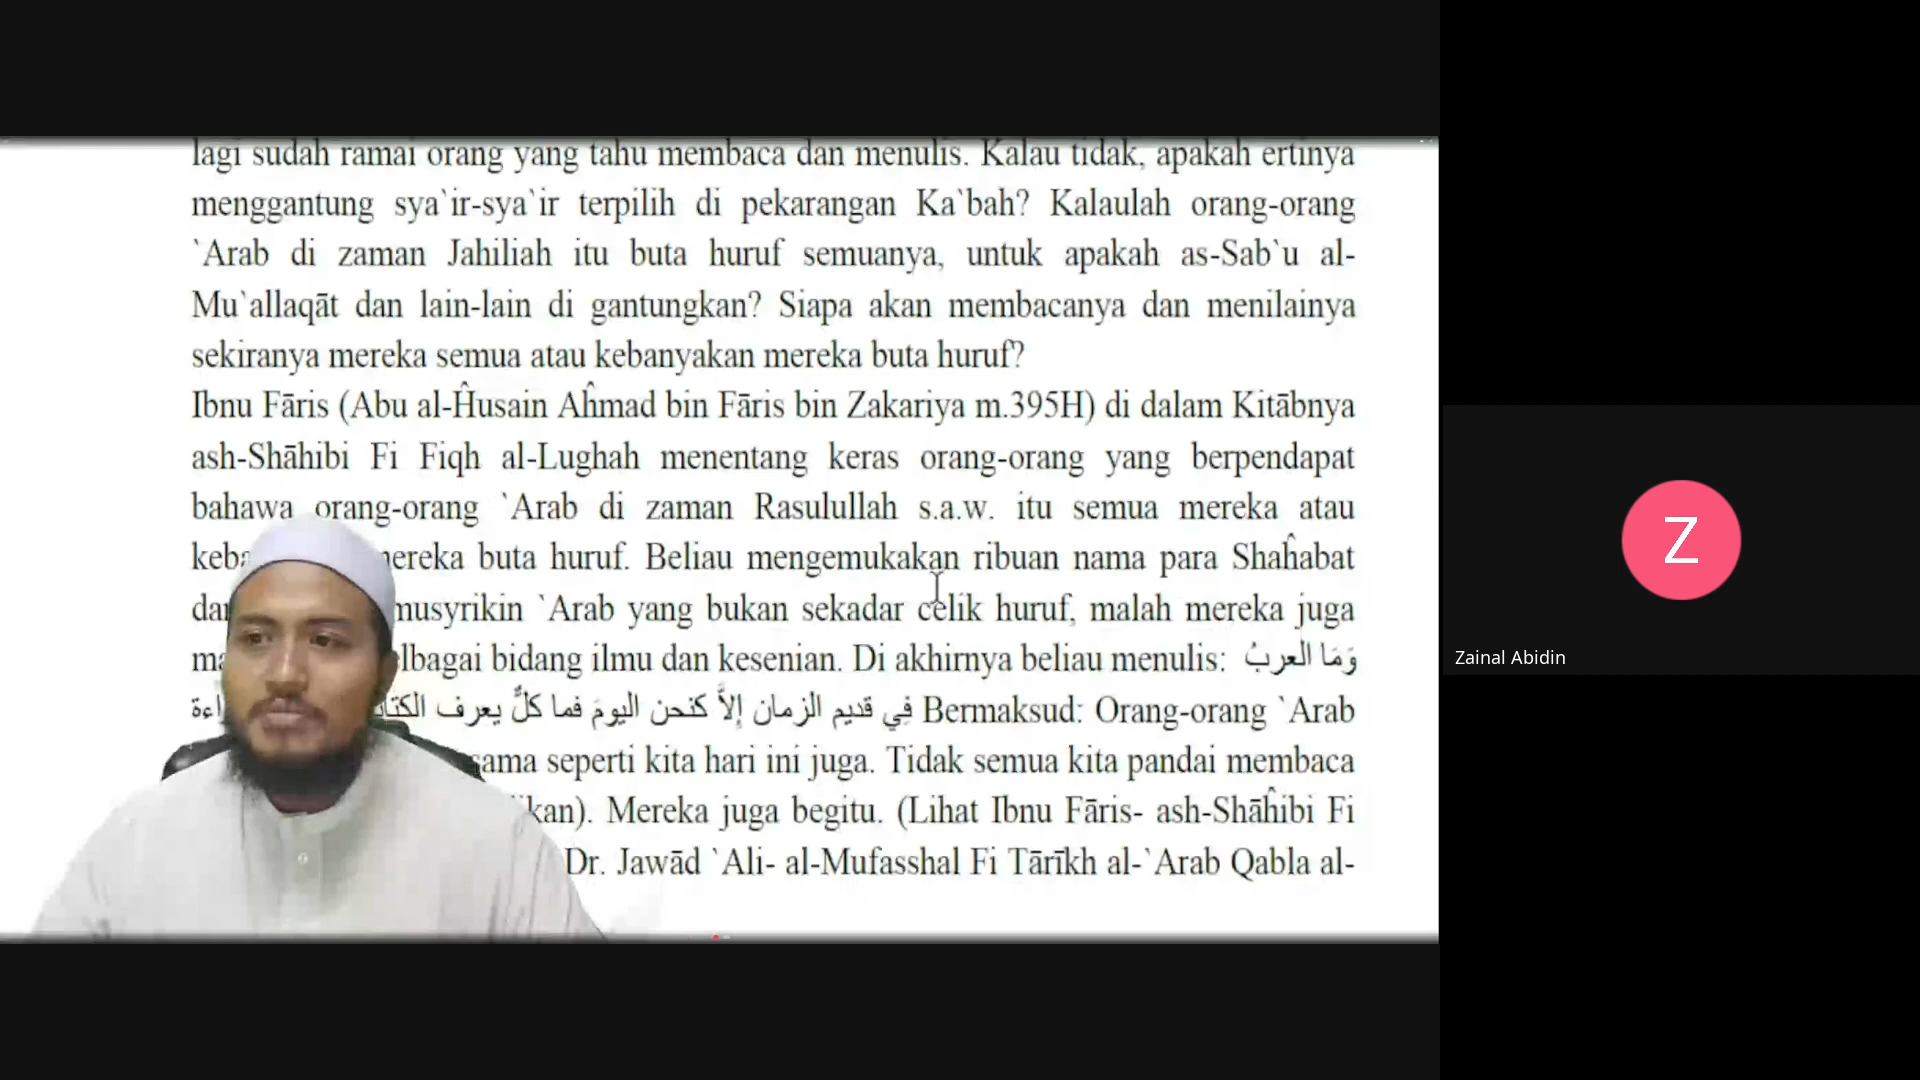 lagi sudah ramai orang yang tahu membaca dan menulis. Kalau tidak, apakah ertinya
menggantung sya`ir-sya`ir terpilih di pekarangan Ka`bah? Kalaulah orang-orang
`Arab di zaman Jahiliah itu buta huruf semuanya, untuk apakah as-Sab`u al-
Mu`allaqāt dan lain-lain di gantungkan? Siapa akan membacanya dan menilainya
sekiranya mereka semua atau kebanyakan mereka buta huruf?
Ibnu Fāris (Abu al-Ĥusain Aĥmad bin Fāris bin Zakariya m.395H) di dalam Kitābnya
ash-Shāhibi Fi Fiqh al-Lughah menentang keras orang-orang yang berpendapat
bahawa orang-orang `Arab di zaman Rasulullah s.a.w. itu semua mereka atau
mereka buta huruf. Beliau mengemukakan ribuan nama para Shaĥabat
musyrikin `Arab yang bukan sekadar celik huruf, malah mereka juga
bidang ilmu dan kesenian. Di akhirnya beliau menulis: وَمَا العربُ
فِي قديم الزمان إلاَّ كنحن اليومَ فما كلٌّ يعرف Bermaksud: Orang-orang `Arab
sama seperti kita hari ini juga. Tidak semua kita pandai membaca
Mereka juga begitu. (Lihat Ibnu Fāris- ash-Shāĥibi Fi
Dr. Jawād `Ali- al-Mufasshal Fi Tārīkh al-`Arab Qabla al-
Z
Zainal Abidin